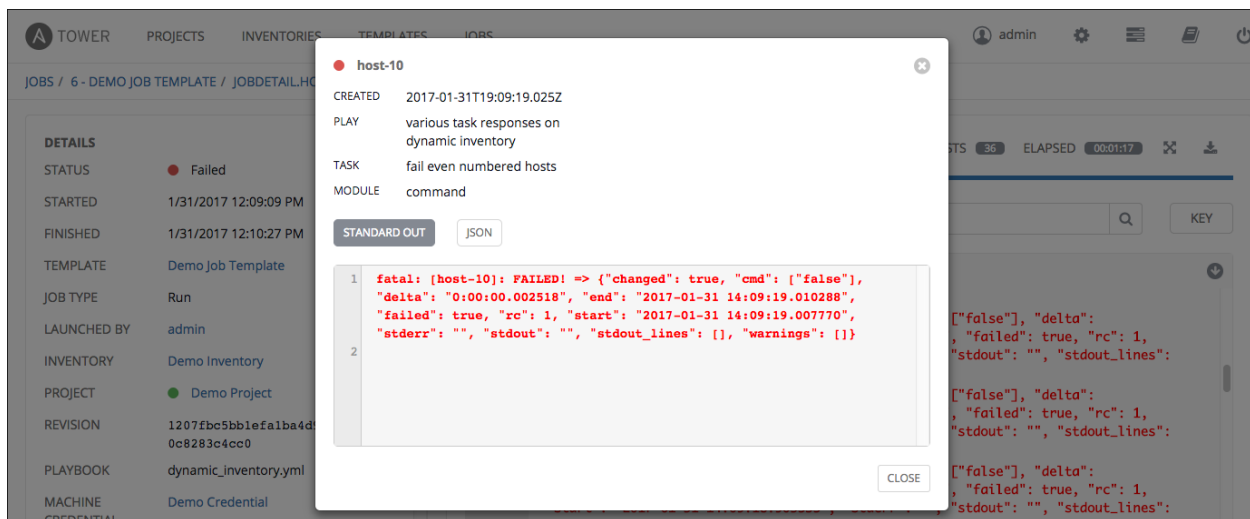 TOWER PROJECTS INVENTORIES TEMPLATES JOBS admin
JOBS / 6 - DEMO JOB TEMPLATE / JOBDETAIL.HO
DETAILS
STATUS Failed
STARTED 1/31/2017 12:09:09 PM
FINISHED 1/31/2017 12:10:27 PM
TEMPLATE Demo Job Template
JOB TYPE Run
LAUNCHED BY admin
INVENTORY Demo Inventory
PROJECT Demo Project
REVISION 1207fbc5bb1efa1ba4d9
0c8283c4cc0
PLAYBOOK dynamic_inventory.yml
MACHINE Demo Credential
CREDENTIAL
host-10
CREATED 2017-01-31T19:09:19.025Z
PLAY various task responses on
dynamic inventory
TASK fail even numbered hosts
MODULE command
STANDARD OUT JSON
1 fatal: [host-10]: FAILED! => {"changed": true, "cmd": ["false"],
"delta": "0:00:00.002518", "end": "2017-01-31 14:09:19.010288",
"failed": true, "rc": 1, "start": "2017-01-31 14:09:19.007770",
"stderr": "", "stdout": "", "stdout_lines": [], "warnings": []}
2
CLOSE
STS 36 ELAPSED 00:01:17
KEY
["false"], "delta":
, "failed": true, "rc": 1,
"stdout": "", "stdout_lines":
["false"], "delta":
, "failed": true, "rc": 1,
"stdout": "", "stdout_lines":
["false"], "delta":
, "failed": true, "rc": 1,
"stdout": "", "stdout_lines":